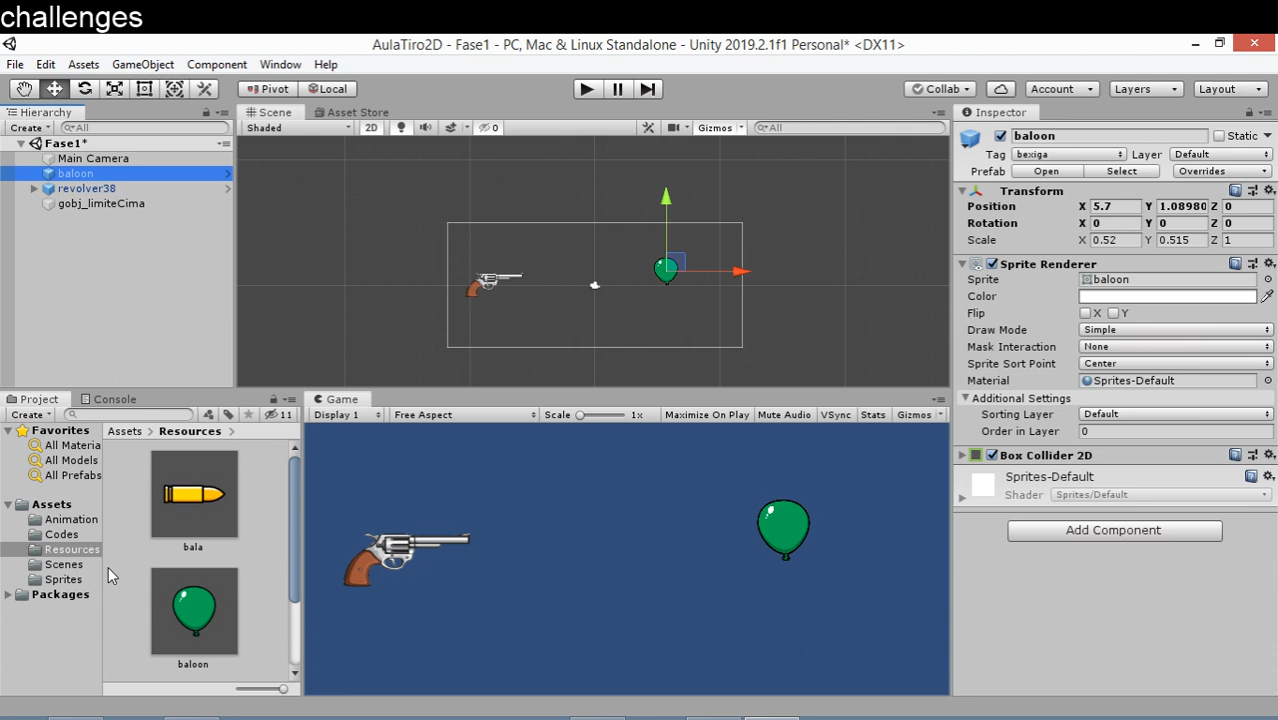 challenges
AulaTiro2D - Fase1 - PC, Mac & Linux Standalone - Unity 2019.2.1f1 Personal* <DX11>
File Edit Assets GameObject Component Window Help
Pivot Local Collab Account Layers Layout
Hierarchy
Create All
Fase1*
Main Camera
baloon
revolver38
gobj_limiteCima
Scene Asset Store
Shaded 2D 0 Gizmos All
Inspector
baloon Static
Tag bexiga Layer Default
Prefab Open Select Overrides
Transform
Position X 5.7 Y 1.08980 Z 0
Rotation X 0 Y 0 Z 0
Scale X 0.52 Y 0.515 Z 1
Sprite Renderer
Sprite baloon
Color
Flip X Y
Draw Mode Simple
Mask Interaction None
Sprite Sort Point Center
Material Sprites-Default
Additional Settings
Sorting Layer Default
Order in Layer 0
Box Collider 2D
Sprites-Default
Shader Sprites/Default
Add Component
Project Console
Create 11
Favorites
All Materia
All Models
All Prefabs
Assets
Animation
Codes
Resources
Scenes
Sprites
Packages
Assets > Resources >
bala
baloon
Game
Display 1 Free Aspect Scale 1x Maximize On Play Mute Audio VSync Stats Gizmos